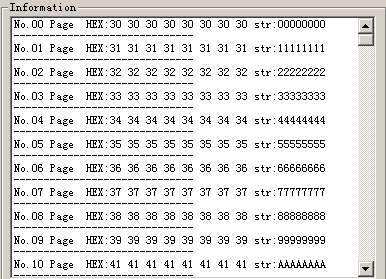 Information
No.00 Page  HEX:30 30 30 30 30 30 30 30 str:00000000
-------------------------
No.01 Page  HEX:31 31 31 31 31 31 31 31 str:11111111
-------------------------
No.02 Page  HEX:32 32 32 32 32 32 32 32 str:22222222
-------------------------
No.03 Page  HEX:33 33 33 33 33 33 33 33 str:33333333
-------------------------
No.04 Page  HEX:34 34 34 34 34 34 34 34 str:44444444
-------------------------
No.05 Page  HEX:35 35 35 35 35 35 35 35 str:55555555
-------------------------
No.06 Page  HEX:36 36 36 36 36 36 36 36 str:66666666
-------------------------
No.07 Page  HEX:37 37 37 37 37 37 37 37 str:77777777
-------------------------
No.08 Page  HEX:38 38 38 38 38 38 38 38 str:88888888
-------------------------
No.09 Page  HEX:39 39 39 39 39 39 39 39 str:99999999
-------------------------
No.10 Page  HEX:41 41 41 41 41 41 41 41 str:AAAAAAAA